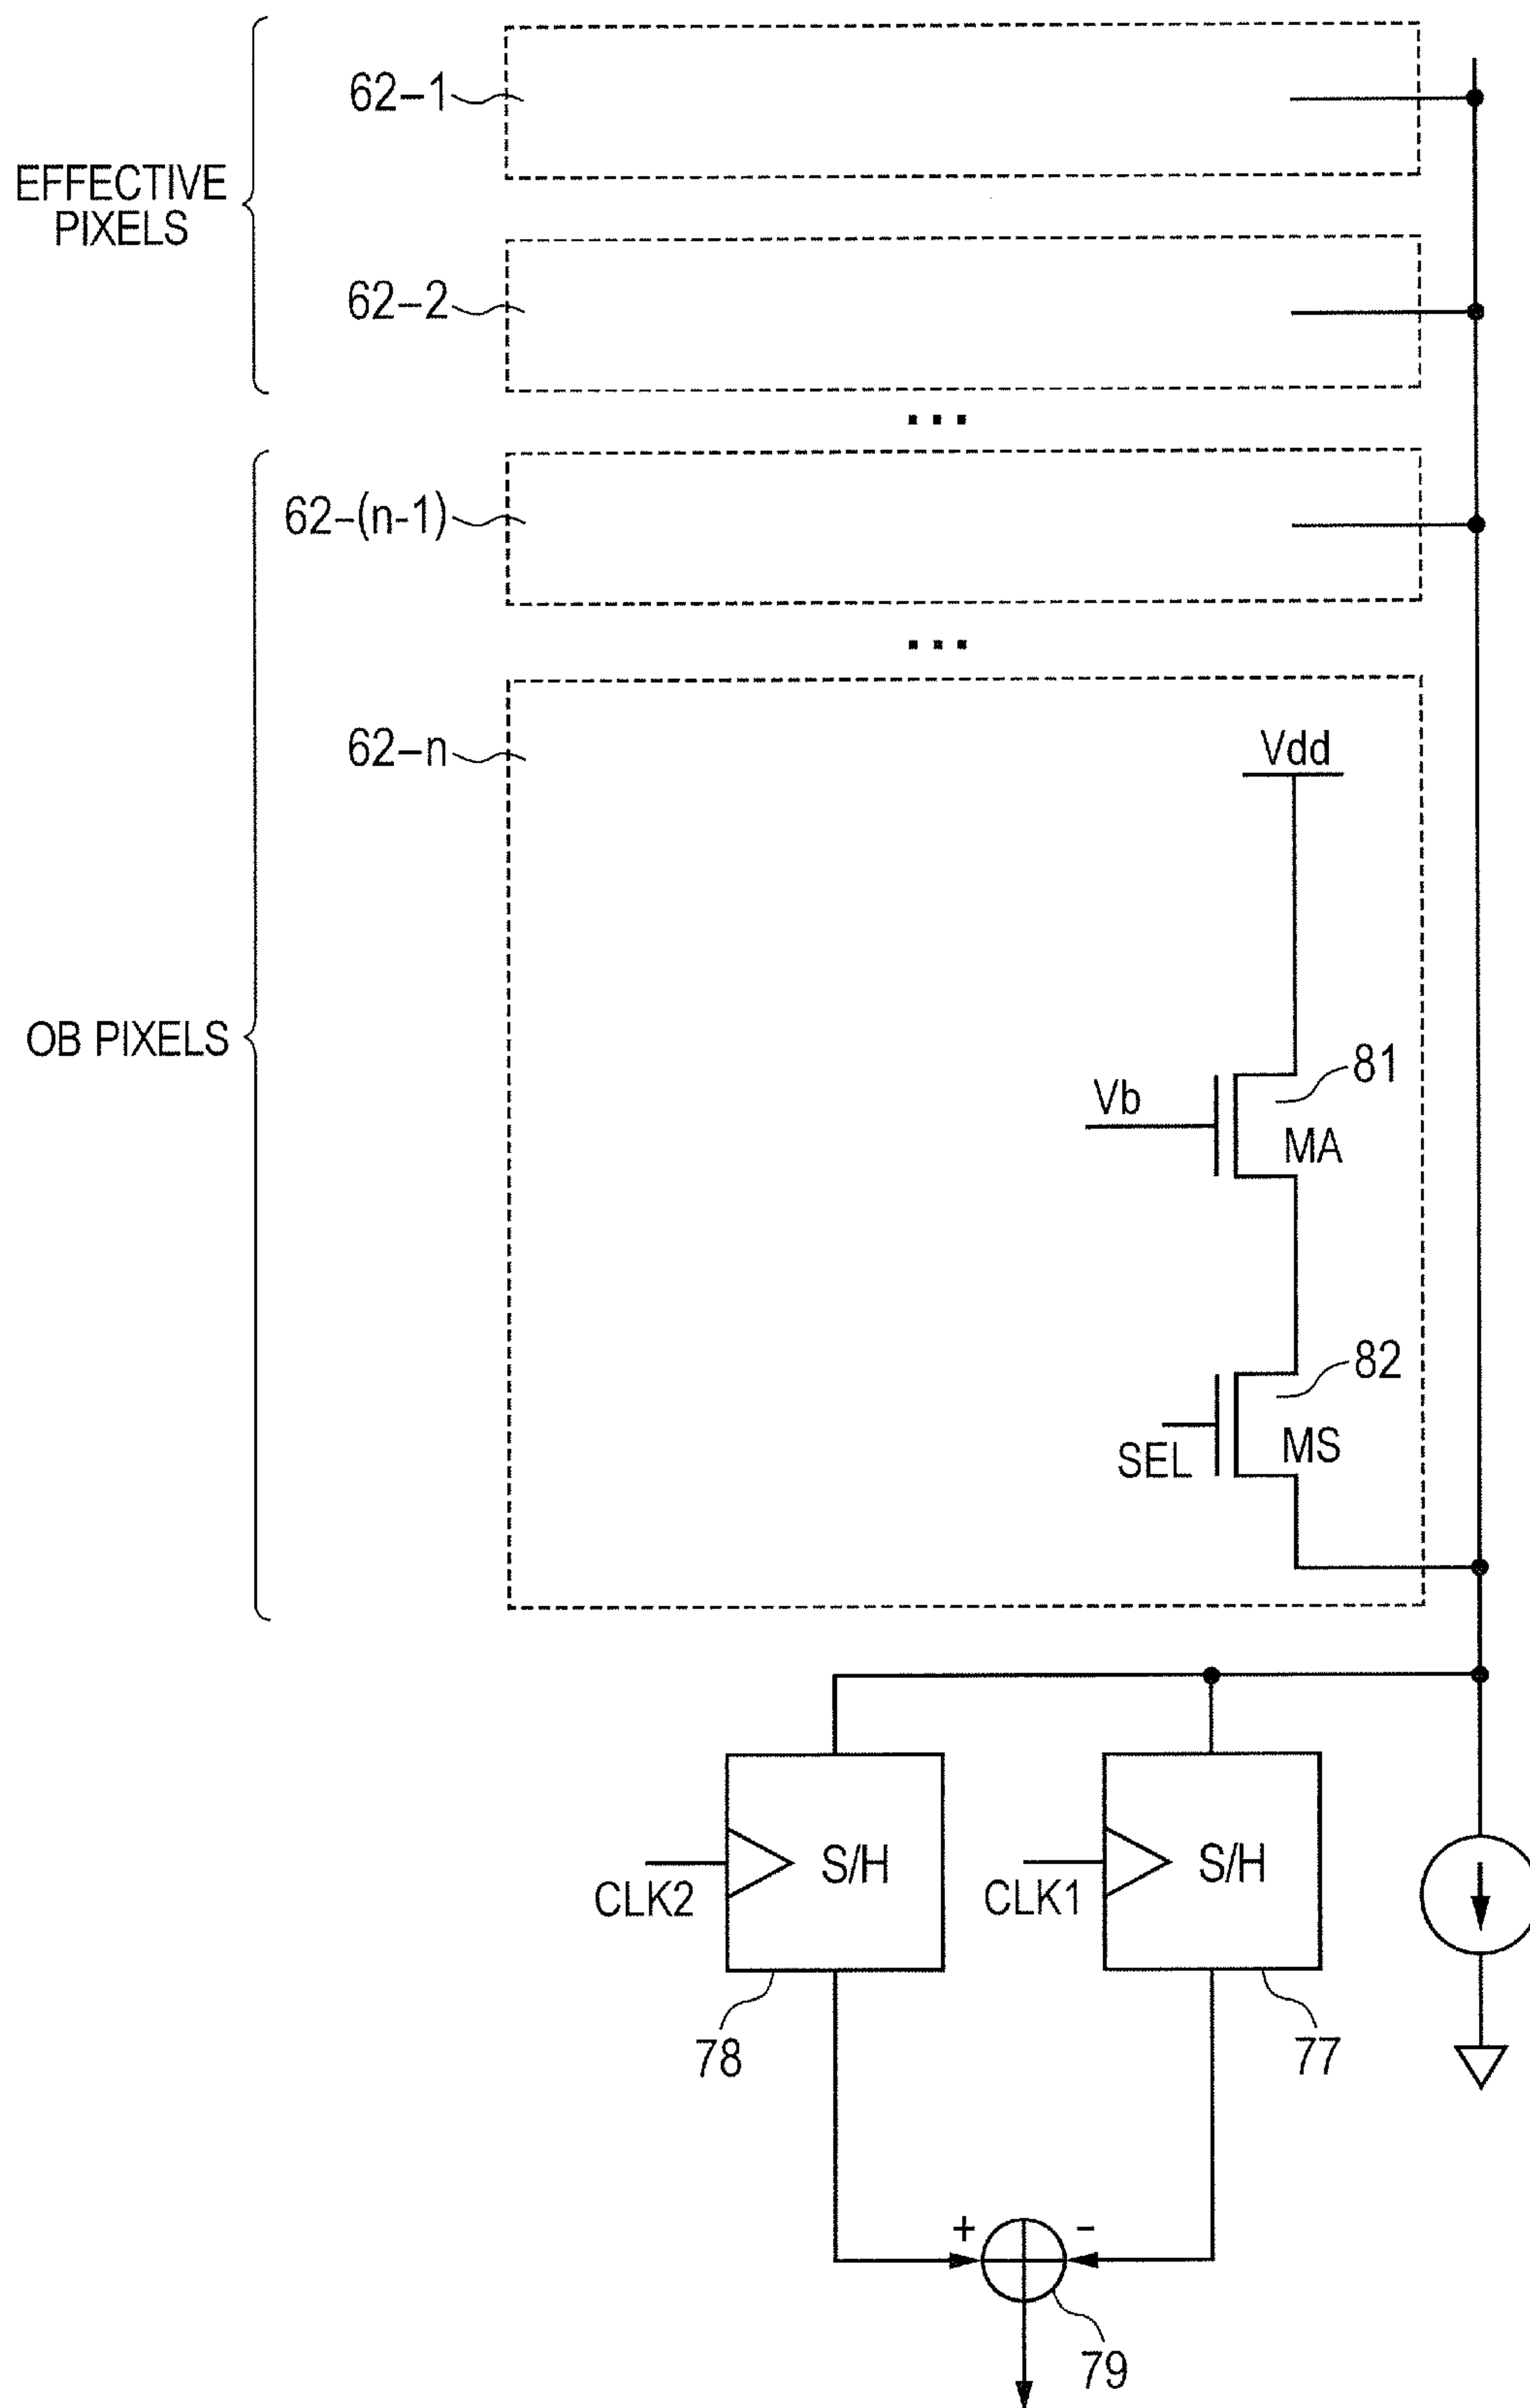 62-1
EFFECTIVE
PIXELS
62-2
...
62-(n-1)
...
62-n
Vdd
OB PIXELS
81
Vb
MA
82
SEL
MS
S/H
S/H
CLK2
CLK1
78
77
+
-
79